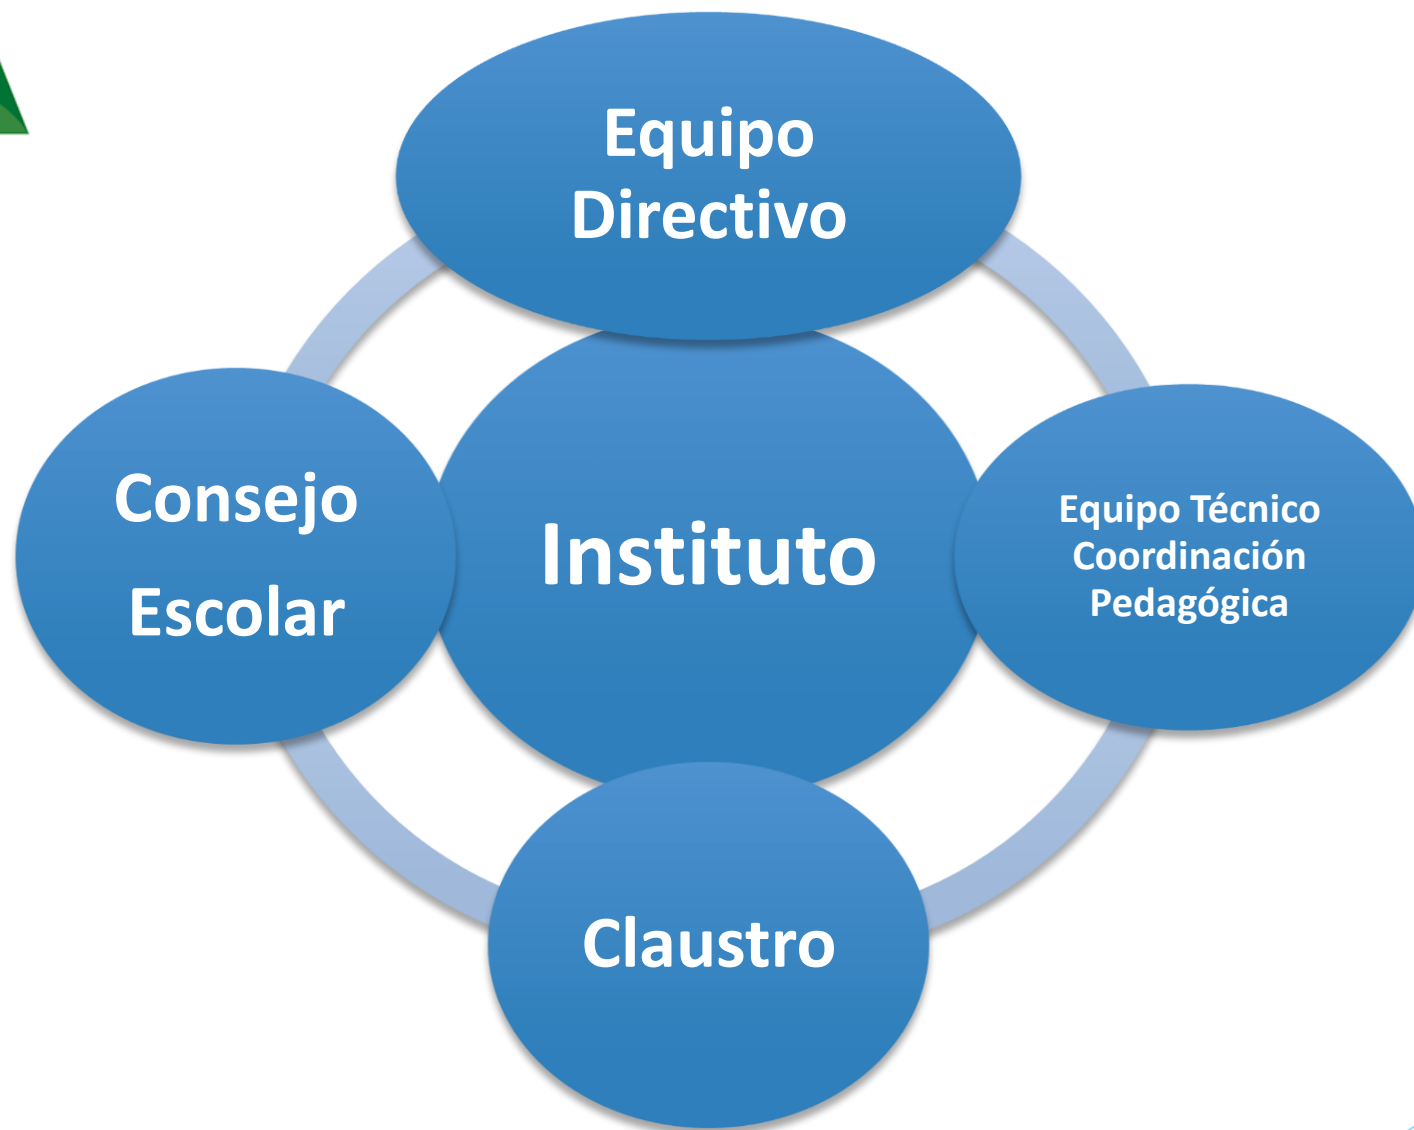 Equipo
Directivo
Consejo
Escolar
Instituto
Equipo Técnico
Coordinación
Pedagógica
Claustro